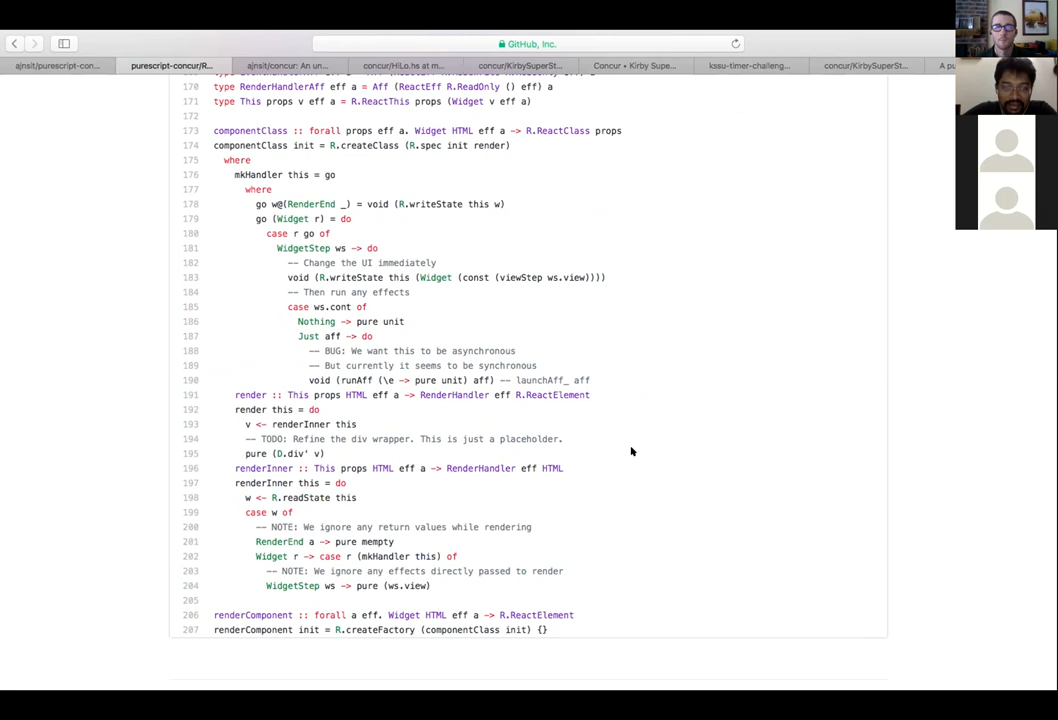 GitHub, Inc.
ajnsit/purescript-con...
purescript-concur/R...
ajnsit/concur: An un...
concur/HiLo.hs at m...
concur/KirbySuperSt...
Concur • Kirby Supe...
kssu-timer-challeng...
concur/KirbySuperSt...
A pu
170 type RenderHandlerAff eff a = Aff (ReactEff R.ReadOnly () eff) a
171 type This props v eff a = R.ReactThis props (Widget v eff a)
172
173 componentClass :: forall props eff a. Widget HTML eff a -> R.ReactClass props
174 componentClass init = R.createClass (R.spec init render)
175 where
176 mkHandler this = go
177 where
178 go w@(RenderEnd _) = void (R.writeState this w)
179 go (Widget r) = do
180 case r go of
181 WidgetStep ws -> do
182 -- Change the UI immediately
183 void (R.writeState this (Widget (const (viewStep ws.view))))
184 -- Then run any effects
185 case ws.cont of
186 Nothing -> pure unit
187 Just aff -> do
188 -- BUG: We want this to be asynchronous
189 -- But currently it seems to be synchronous
190 void (runAff (\e -> pure unit) aff) -- launchAff_ aff
191 render :: This props HTML eff a -> RenderHandler eff R.ReactElement
192 render this = do
193 v <- renderInner this
194 -- TODO: Refine the div wrapper. This is just a placeholder.
195 pure (D.div' v)
196 renderInner :: This props HTML eff a -> RenderHandler eff HTML
197 renderInner this = do
198 w <- R.readState this
199 case w of
200 -- NOTE: We ignore any return values while rendering
201 RenderEnd a -> pure mempty
202 Widget r -> case r (mkHandler this) of
203 -- NOTE: We ignore any effects directly passed to render
204 WidgetStep ws -> pure (ws.view)
205
206 renderComponent :: forall a eff. Widget HTML eff a -> R.ReactElement
207 renderComponent init = R.createFactory (componentClass init) {}